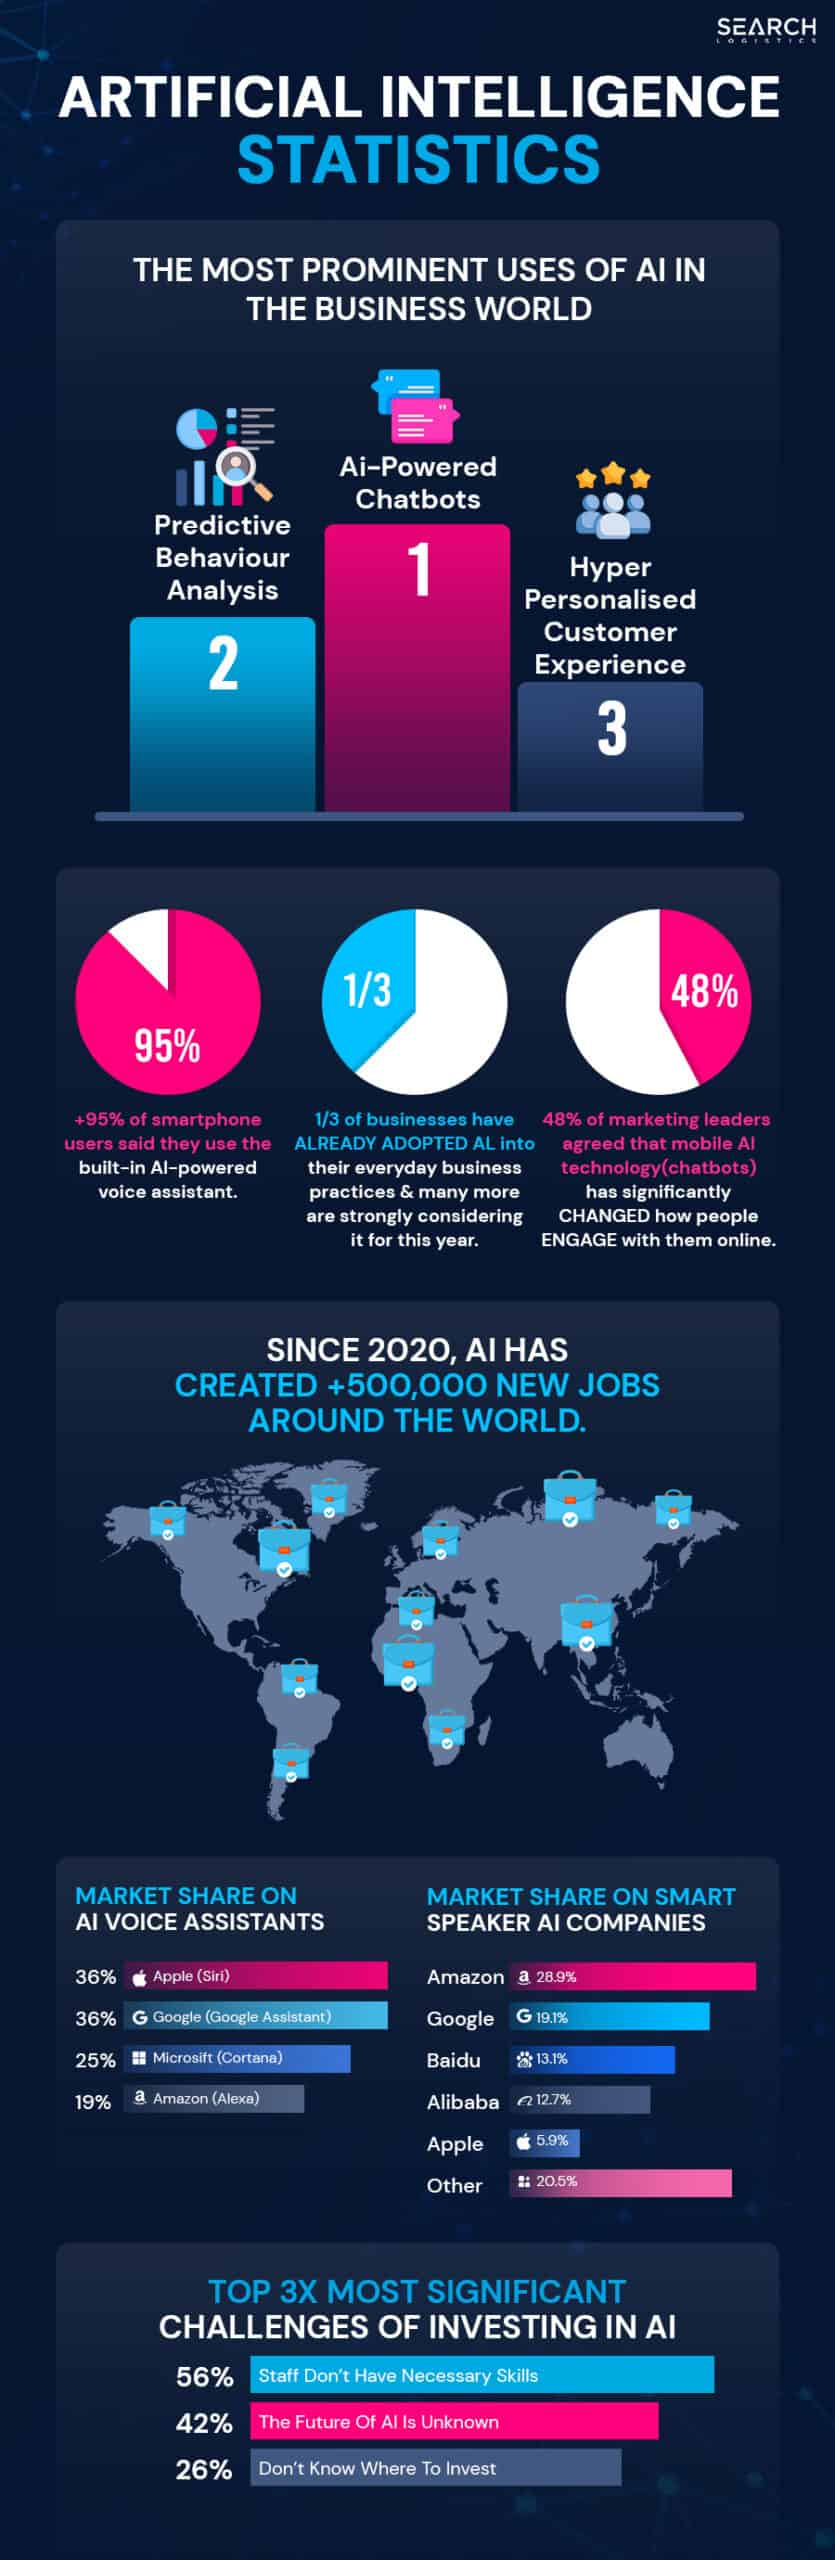 SEARCH
LOGISTICS
ARTIFICIAL INTELLIGENCE
STATISTICS
THE MOST PROMINENT USES OF AI IN
THE BUSINESS WORLD
Ai-Powered
Chatbots
1
Predictive
Behaviour
Analysis
2
Hyper
Personalised
Customer
Experience
3
95%
+95% of smartphone
users said they use the
built-in AI-powered
voice assistant.
1/3
1/3 of businesses have
ALREADY ADOPTED AL into
their everyday business
practices & many more
are strongly considering
it for this year.
48%
48% of marketing leaders
agreed that mobile AI
technology(chatbots)
has significantly
CHANGED how people
ENGAGE with them online.
SINCE 2020, AI HAS
CREATED +500,000 NEW JOBS
AROUND THE WORLD.
MARKET SHARE ON
AI VOICE ASSISTANTS
36% Apple (Siri)
36% Google (Google Assistant)
25% Microsift (Cortana)
19% Amazon (Alexa)
MARKET SHARE ON SMART
SPEAKER AI COMPANIES
Amazon 28.9%
Google 19.1%
Baidu 13.1%
Alibaba 12.7%
Apple 5.9%
Other 20.5%
TOP 3X MOST SIGNIFICANT
CHALLENGES OF INVESTING IN AI
56% Staff Don't Have Necessary Skills
42% The Future Of AI Is Unknown
26% Don't Know Where To Invest